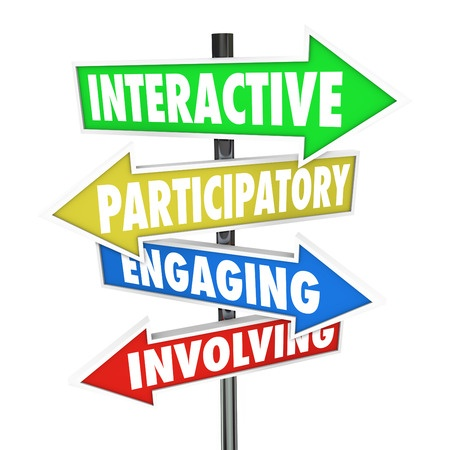 INTERACTIVE
PARTICIPATORY
ENGAGING
INVOLVING